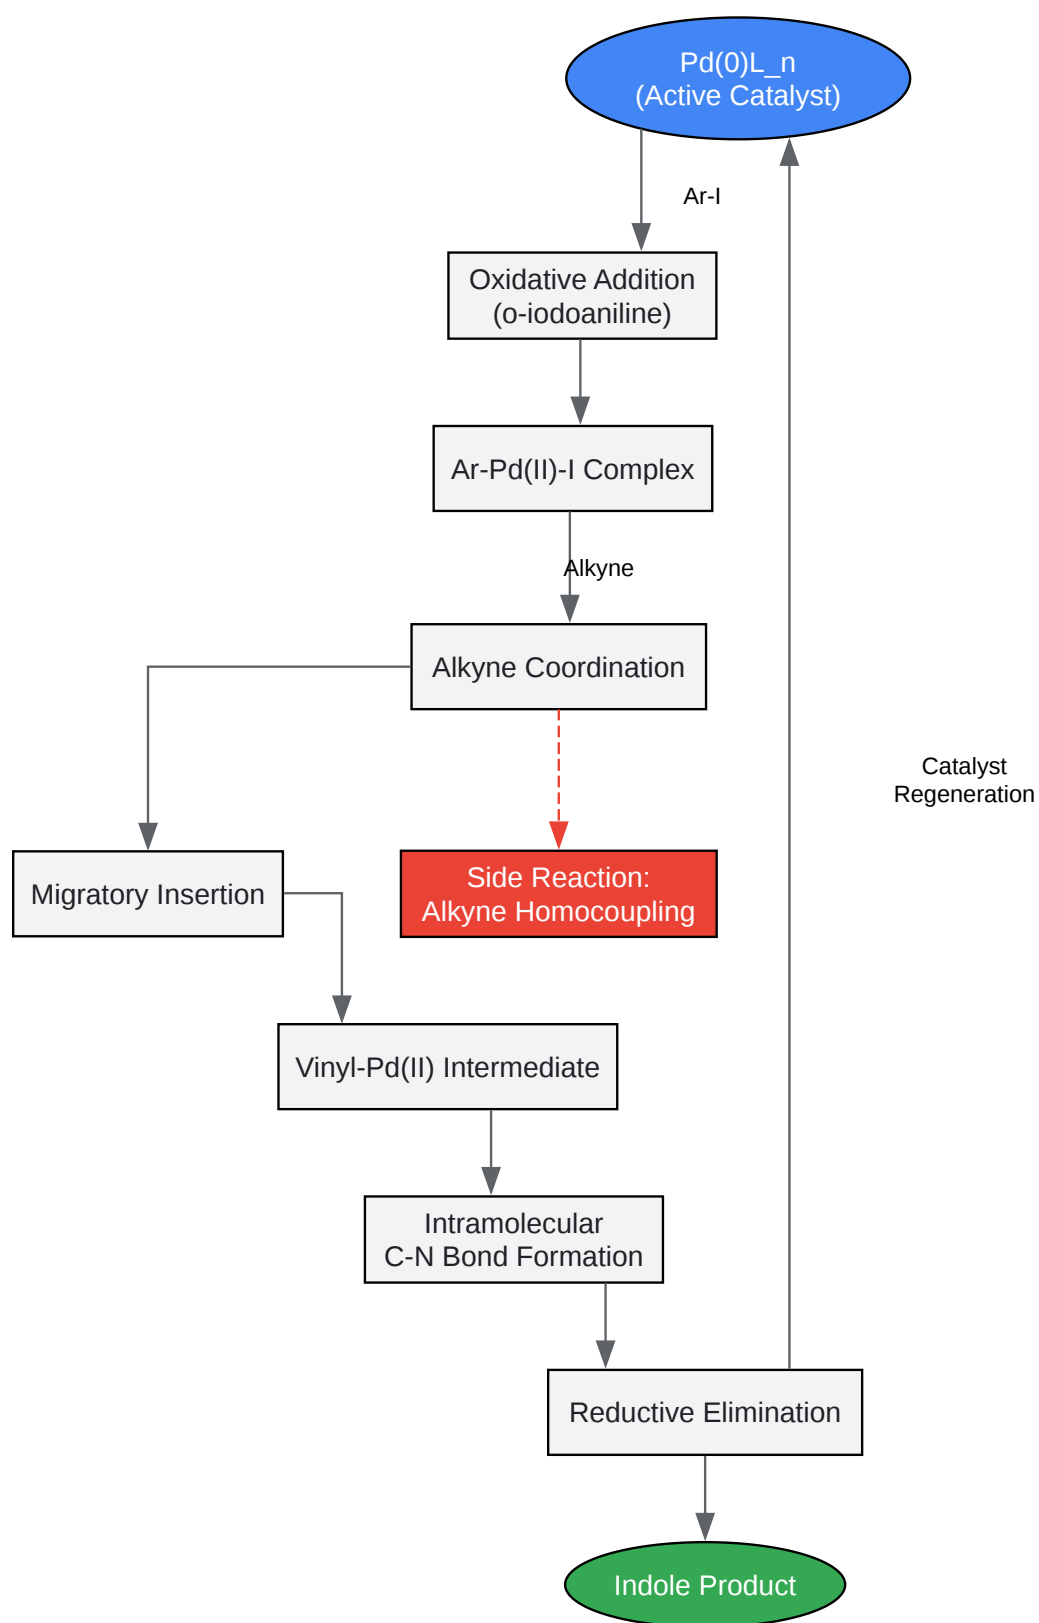 Pd(0)L_n
(Active Catalyst)
Ar-I
Oxidative Addition
(o-iodoaniline)
Ar-Pd(II)-I Complex
Alkyne
Alkyne Coordination
Catalyst
Regeneration
Migratory Insertion
Side Reaction:
Alkyne Homocoupling
Vinyl-Pd(II) Intermediate
Intramolecular
C-N Bond Formation
Reductive Elimination
Indole Product